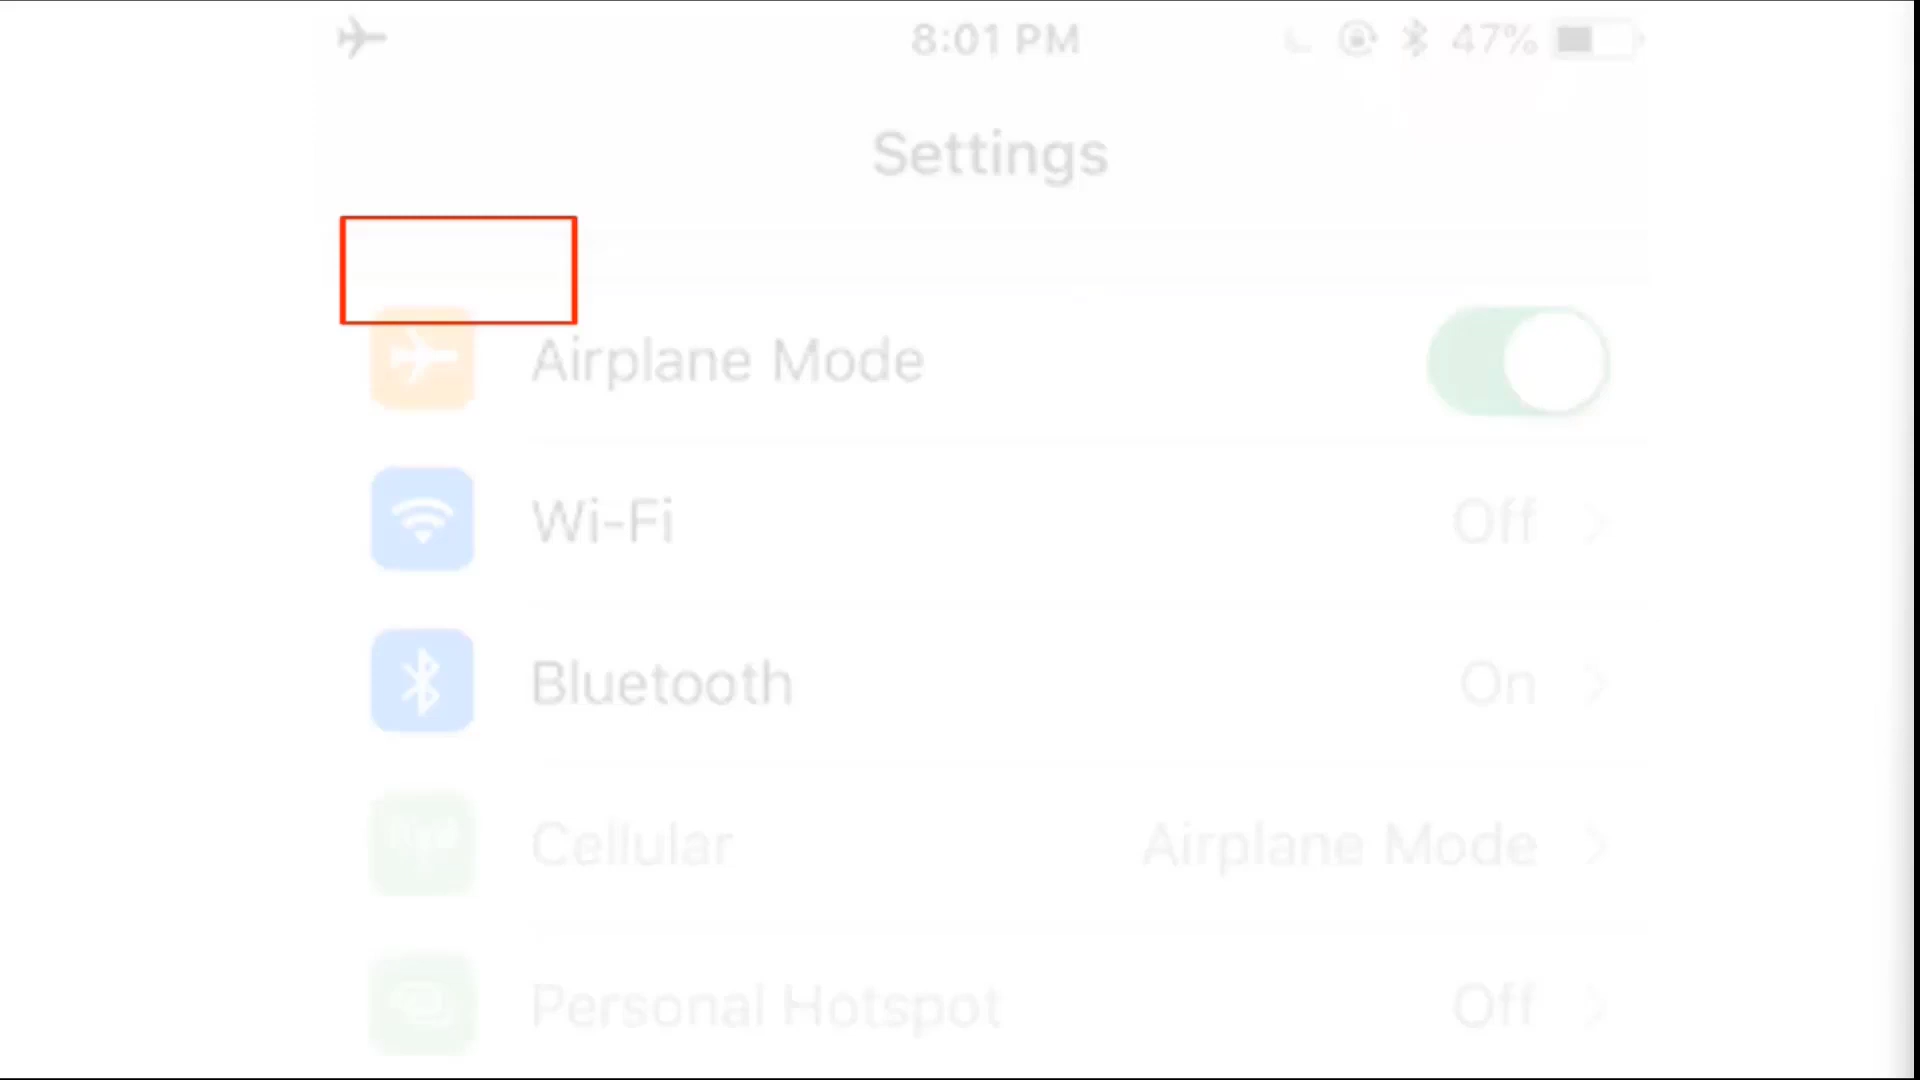 8:01 PM 47%
Settings
Airplane Mode
Wi-Fi Off
Bluetooth On
Cellular Airplane Mode
Personal Hotspot Off